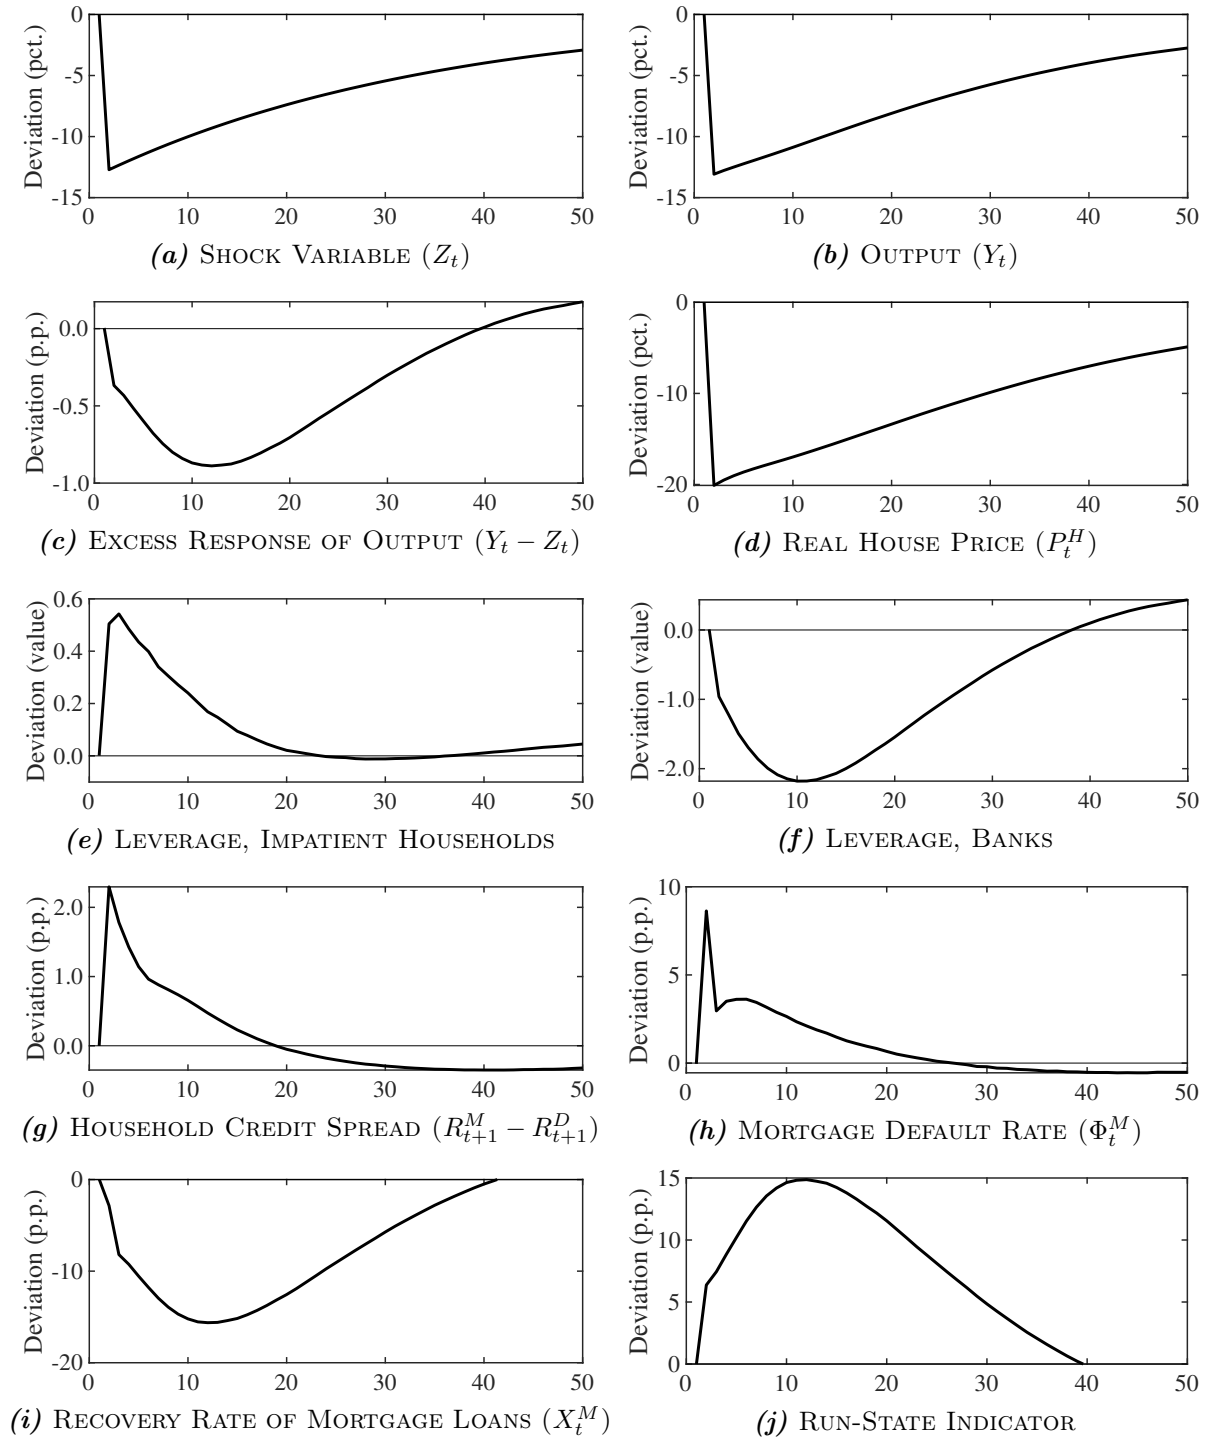 0
-5
-10
-15
Deviation (pct.)
0 10 20 30 40 50
(a) Shock Variable (Z_t)
0
-5
-10
-15
Deviation (pct.)
0 10 20 30 40 50
(b) Output (Y_t)
0.0
-0.5
-1.0
Deviation (p.p.)
0 10 20 30 40 50
(c) Excess Response of Output (Y_t − Z_t)
0
-10
-20
Deviation (pct.)
0 10 20 30 40 50
(d) Real House Price (P_t^H)
0.6
0.4
0.2
0.0
Deviation (value)
0 10 20 30 40 50
(e) Leverage, Impatient Households
0.0
-1.0
-2.0
Deviation (value)
0 10 20 30 40 50
(f) Leverage, Banks
2.0
1.0
0.0
Deviation (p.p.)
0 10 20 30 40 50
(g) Household Credit Spread (R_{t+1}^M − R_{t+1}^D)
10
5
0
Deviation (p.p.)
0 10 20 30 40 50
(h) Mortgage Default Rate (Φ_t^M)
0
-10
-20
Deviation (p.p.)
0 10 20 30 40 50
(i) Recovery Rate of Mortgage Loans (X_t^M)
15
10
5
0
Deviation (p.p.)
0 10 20 30 40 50
(j) Run-State Indicator